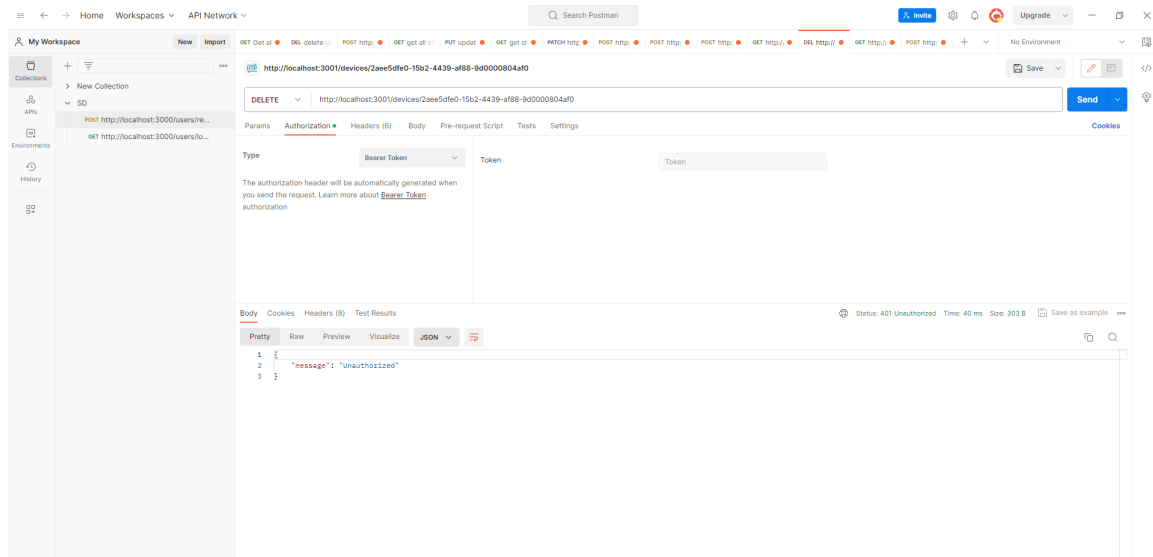 Home Workspaces API Network Search Postman Invite Upgrade
My Workspace New Import GET Get al DEL delete us POST http: GET get all c PUT updat GET get cl PATCH http POST http: POST http: POST http: GET http:/ DEL http:// GET http:// POST http: No Environment
Collections
APIs
Environments
History
New Collection
SD
POST http://localhost:3000/users/re...
GET http://localhost:3000/users/lo...
http://localhost:3001/devices/2aee5dfe0-15b2-4439-af88-9d0000804af0 Save
DELETE http://localhost:3001/devices/2aee5dfe0-15b2-4439-af88-9d0000804af0 Send
Params Authorization Headers (6) Body Pre-request Script Tests Settings Cookies
Type Bearer Token Token Token
The authorization header will be automatically generated when
you send the request. Learn more about Bearer Token
authorization
Body Cookies Headers (8) Test Results Status: 401 Unauthorized Time: 40 ms Size: 303 B Save as example
Pretty Raw Preview Visualize JSON
1 {
2 "message": "Unauthorized"
3 }